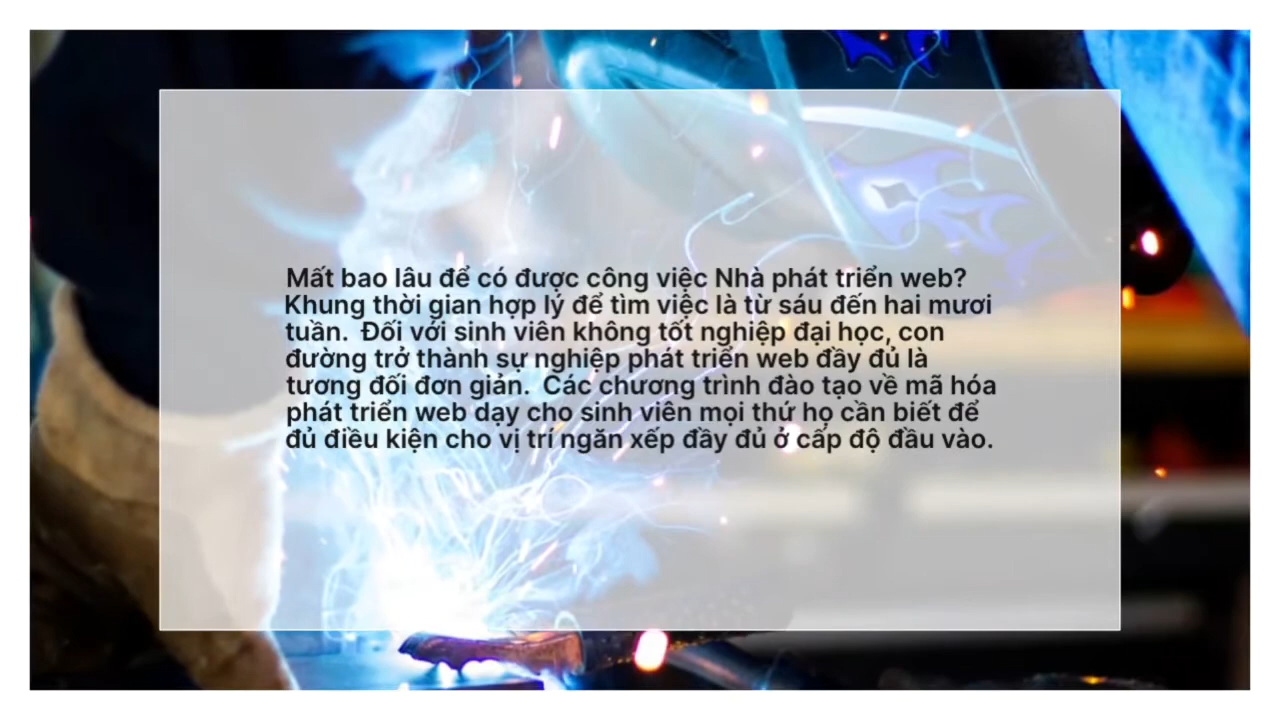 Mất bao lâu để có được công việc Nhà phát triển web?
Khung thời gian hợp lý để tìm việc là từ sáu đến hai mươi
tuần.  Đối với sinh viên không tốt nghiệp đại học, con
đường trở thành sự nghiệp phát triển web đầy đủ là
tương đối đơn giản.  Các chương trình đào tạo về mã hóa
phát triển web dạy cho sinh viên mọi thứ họ cần biết để
đủ điều kiện cho vị trí ngăn xếp đầy đủ ở cấp độ đầu vào.